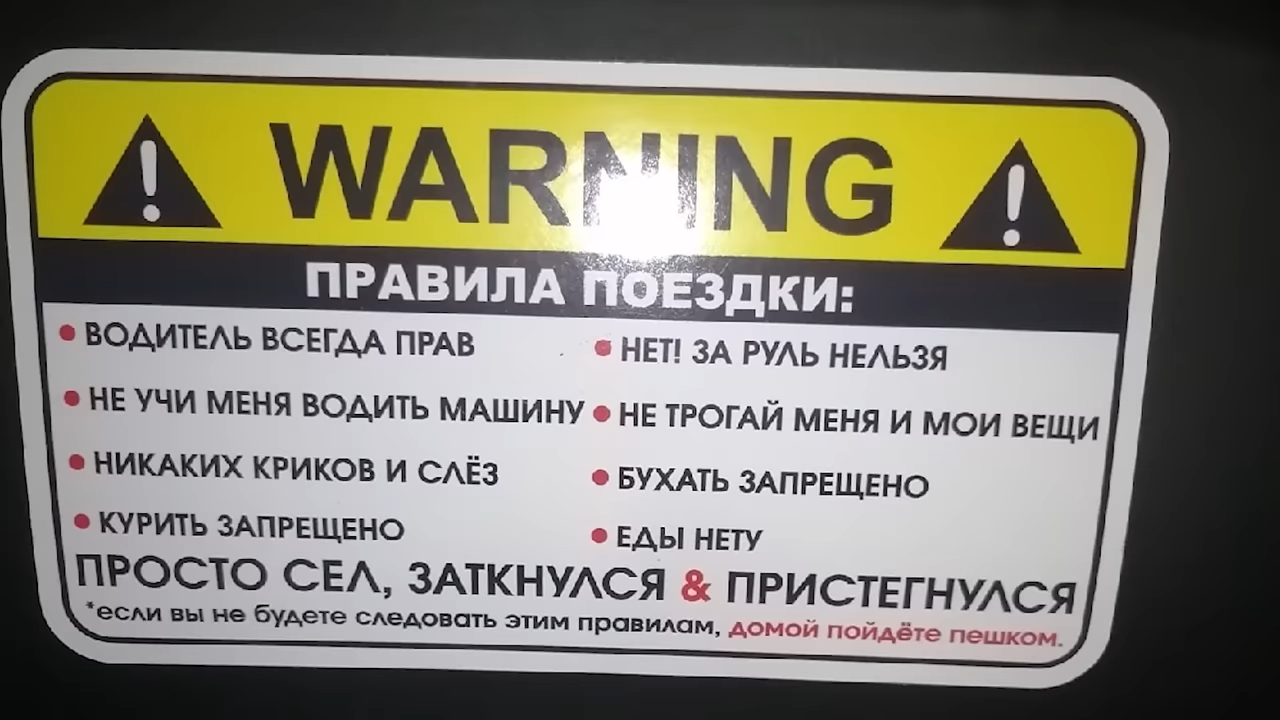 WARNING
ПРАВИЛА ПОЕЗДКИ:
• ВОДИТЕЛЬ ВСЕГДА ПРАВ
• НЕ УЧИ МЕНЯ ВОДИТЬ МАШИНУ
• НИКАКИХ КРИКОВ И СЛЁЗ
• КУРИТЬ ЗАПРЕЩЕНО
• НЕТ! ЗА РУЛЬ НЕЛЬЗЯ
• НЕ ТРОГАЙ МЕНЯ И МОИ ВЕЩИ
• БУХАТЬ ЗАПРЕЩЕНО
• ЕДЫ НЕТУ
ПРОСТО СЕЛ, ЗАТКНУЛСЯ & ПРИСТЕГНУЛСЯ
*если вы не будете следовать этим правилам, домой пойдёте пешком.